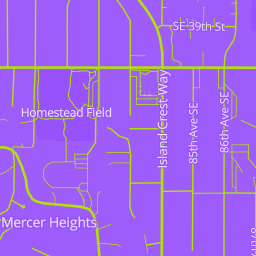 SE 39th St
Homestead Field
Island Crest Way
85th Ave SE
86th Ave SE
Mercer Heights